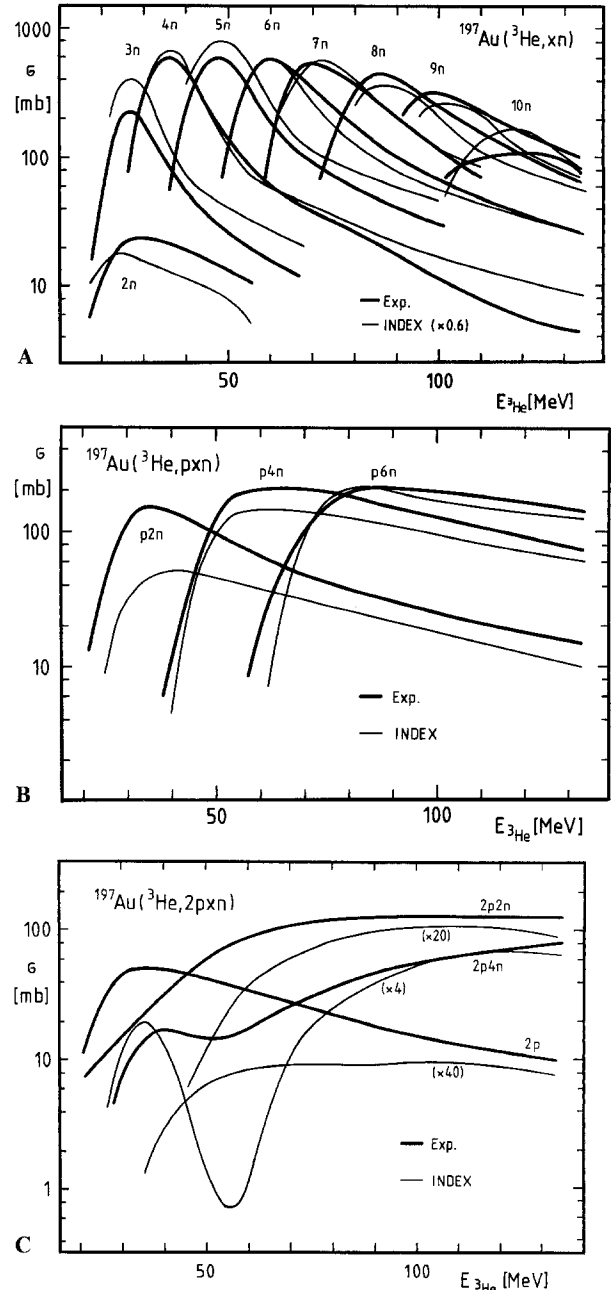 1000
б
[mb]
100
10
3n 4n 5n 6n 7n 8n 9n 10n
2n
¹⁹⁷Au(³He,xn)
Exp.
INDEX (×0.6)
50 100
E³He[MeV]
A
¹⁹⁷Au(³He,pxn)
б
[mb]
100
10
p2n p4n p6n
Exp.
INDEX
50 100
E³He[MeV]
B
¹⁹⁷Au(³He,2pxn)
б
[mb]
100
10
1
2p2n
(×20)
2p4n
(×4)
2p
(×40)
Exp.
INDEX
50 100
E³He[MeV]
C